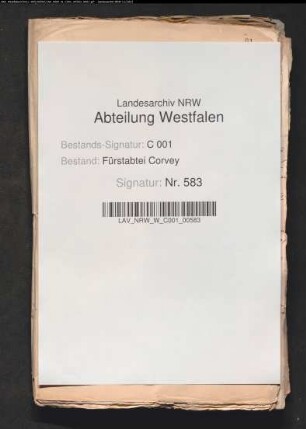 Landesarchiv NRW
Abteilung Westfalen
Bestands-Signatur: C 001
Bestand: Fürstabtei Corvey
Signatur: Nr. 583
LAV_NRW_W_C001_00583